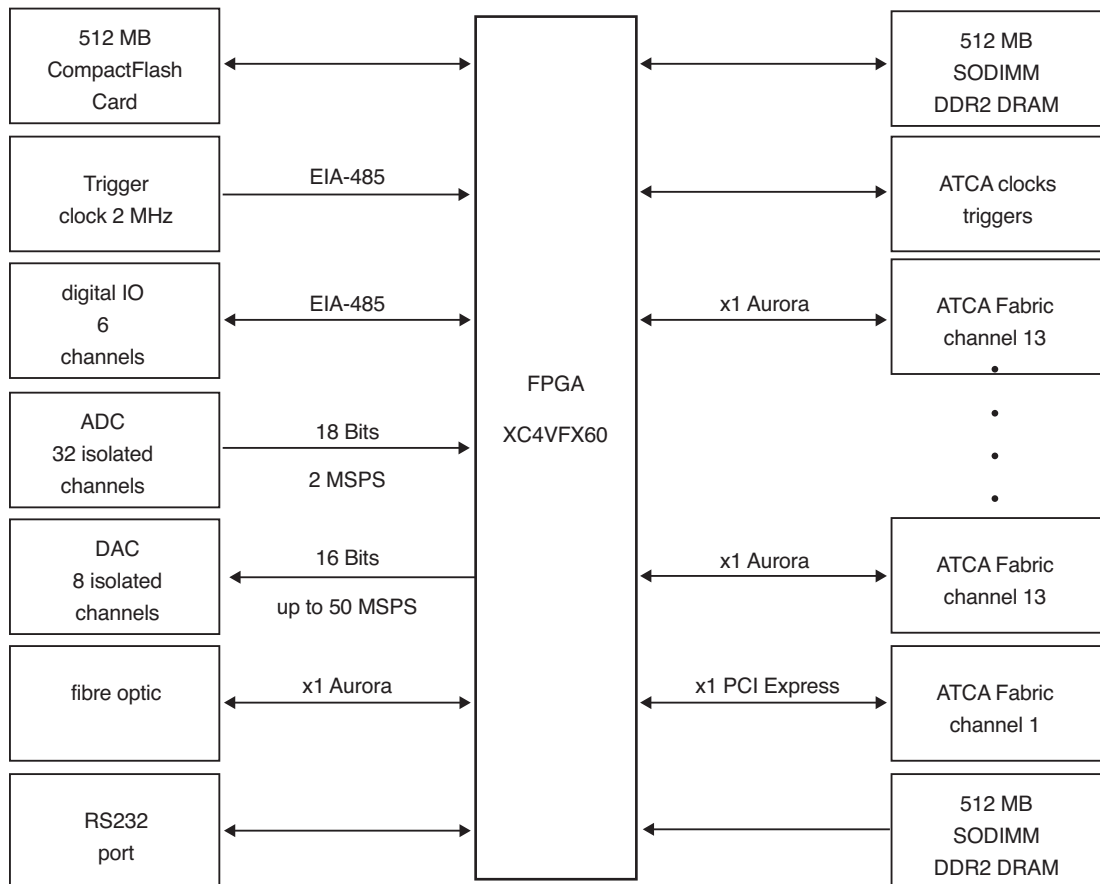 512 MB
CompactFlash
Card
Trigger
clock 2 MHz
EIA-485
digital IO
6
channels
EIA-485
ADC
32 isolated
channels
18 Bits
2 MSPS
DAC
8 isolated
channels
16 Bits
up to 50 MSPS
fibre optic
x1 Aurora
RS232
port
FPGA
XC4VFX60
512 MB
SODIMM
DDR2 DRAM
ATCA clocks
triggers
x1 Aurora
ATCA Fabric
channel 13
x1 Aurora
ATCA Fabric
channel 13
x1 PCI Express
ATCA Fabric
channel 1
512 MB
SODIMM
DDR2 DRAM